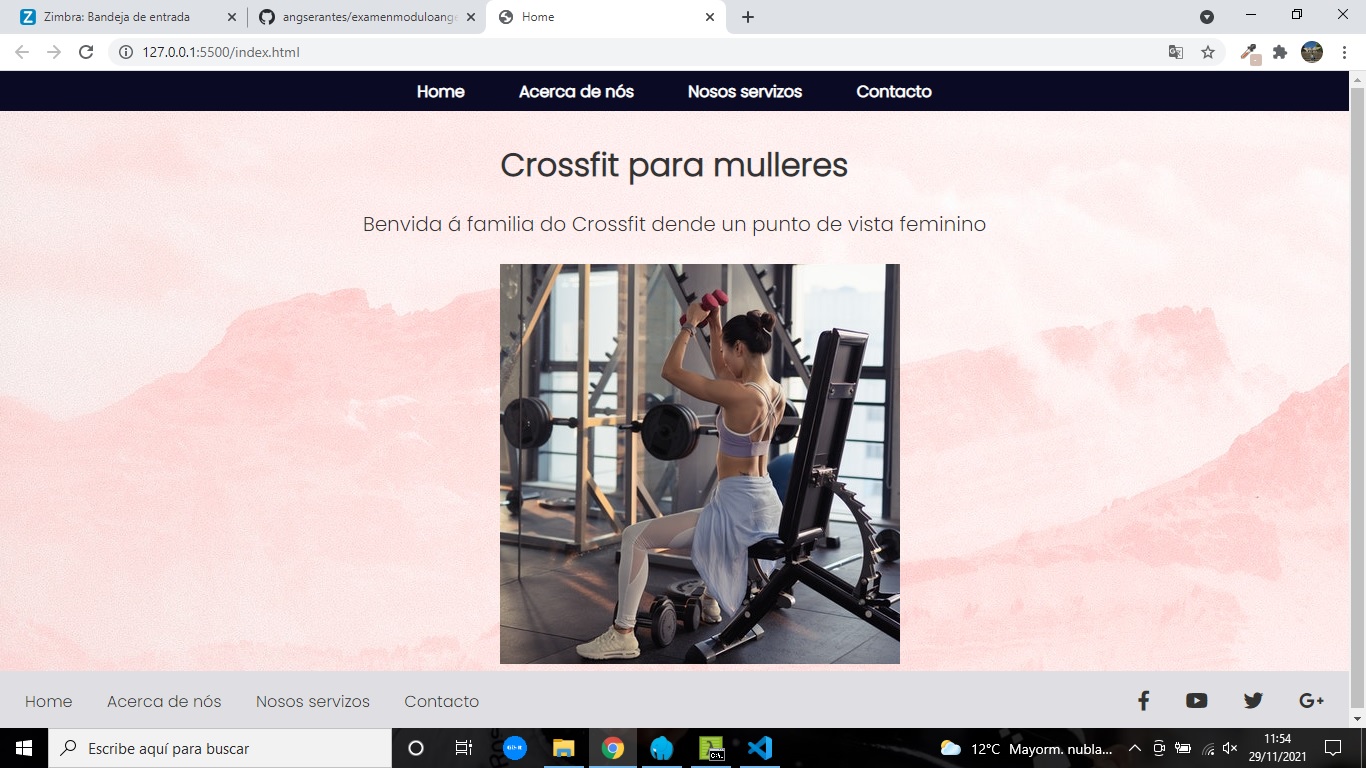 Zimbra: Bandeja de entrada
angserantes/examenmoduloange
Home
127.0.0.1:5500/index.html
Home Acerca de nós Nosos servizos Contacto
Crossfit para mulleres
Benvida á familia do Crossfit dende un punto de vista feminino
Home Acerca de nós Nosos servizos Contacto
Escribe aquí para buscar
12°C Mayorm. nubla...
11:54
29/11/2021